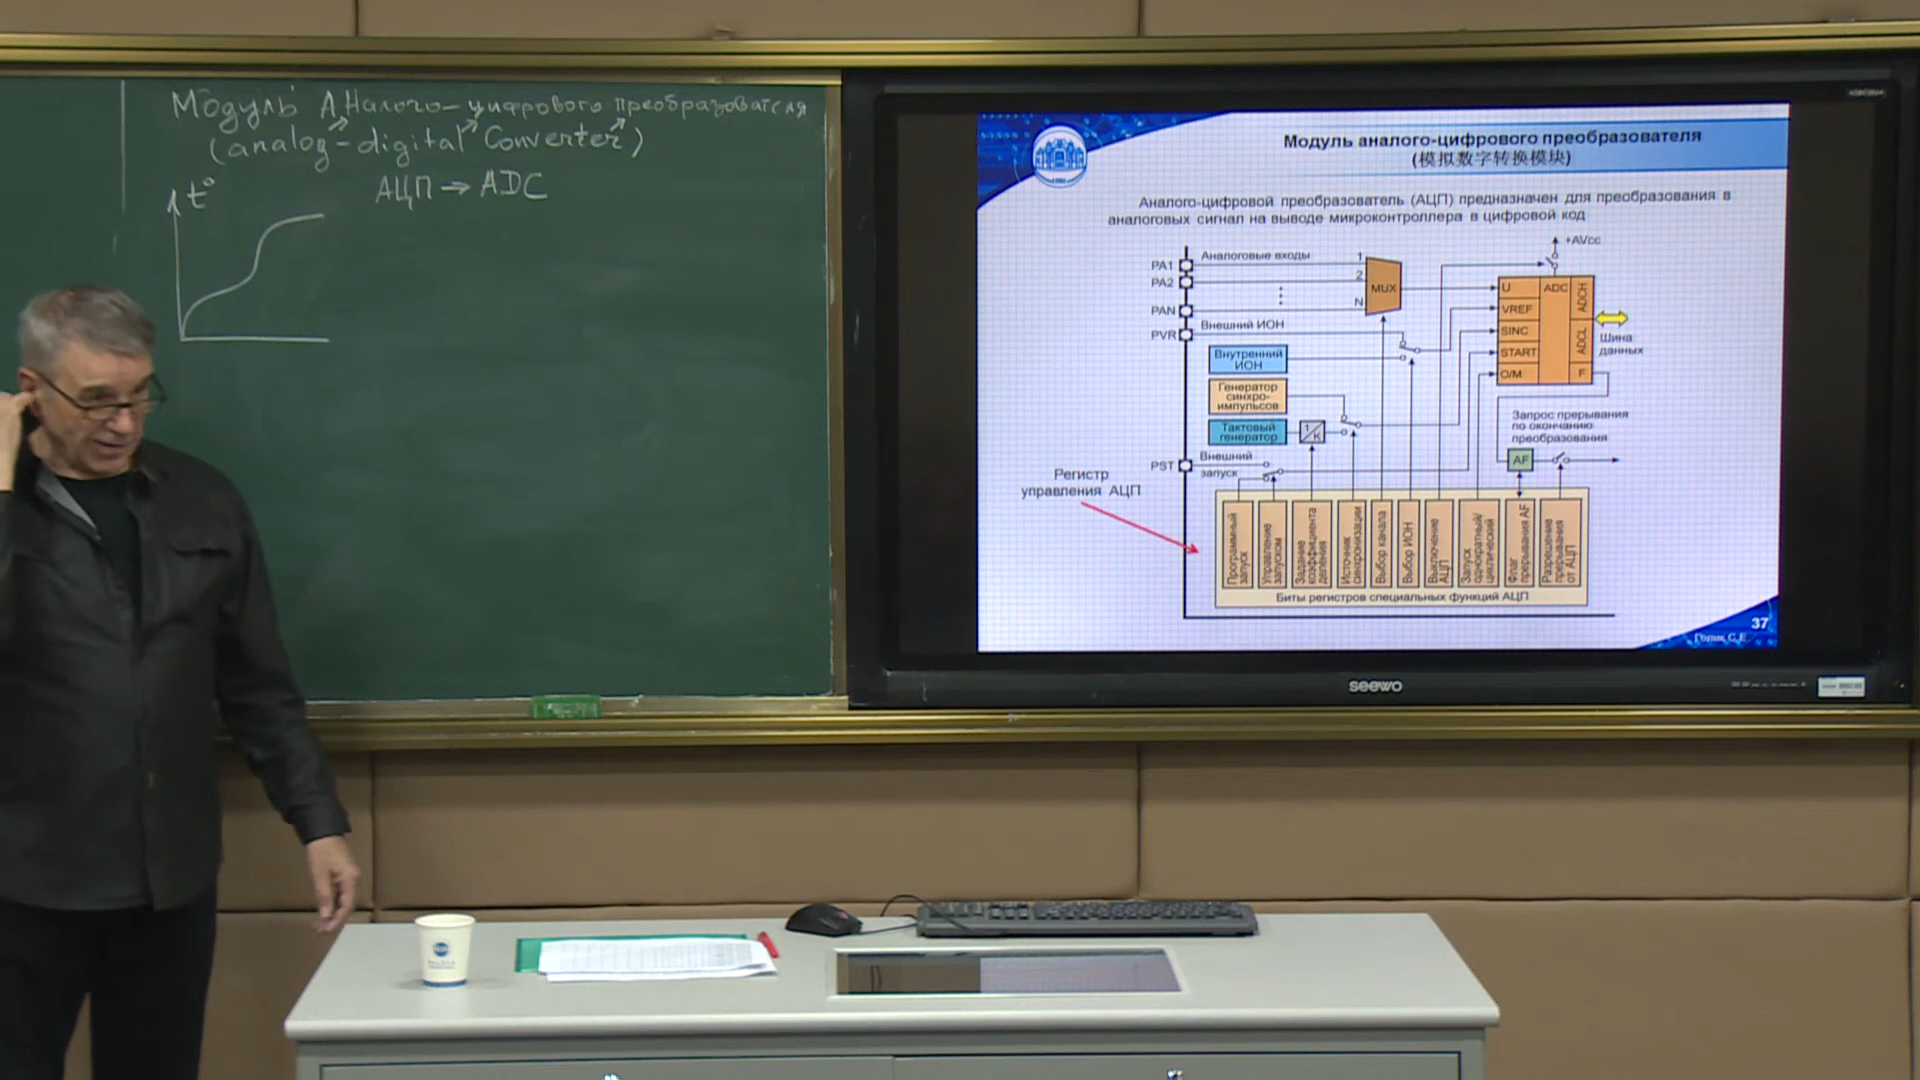 Модуль Аналого-цифрового преобразователя
(analog-digital Converter)
АЦП → ADC
t°
Модуль аналого-цифрового преобразователя
(模拟数字转换模块)
Аналого-цифровой преобразователь (АЦП) предназначен для преобразования в
аналоговых сигнал на выводе микроконтроллера в цифровой код
PA1
PA2
PAN
PVR
PST
Аналоговые входы
1
2
N
MUX
Внешний ИОН
Внутренний
ИОН
Генератор
синхро-
импульсов
Тактовый
генератор
1/K
Внешний
запуск
+AVcc
U
VREF
SINC
START
O/M
ADC
ADCH
ADCL
F
Шина
данных
Запрос прерывания
по окончанию
преобразования
AF
Регистр
управления АЦП
Программный
запуск
Управление
запуском
Задание
коэффициента
деления
Источник
синхронизации
Выбор канала
Выбор ИОН
Выключение
АЦП
Запуск
однократный/
циклический
Флаг
прерывания AF
Разрешение
прерывания
от АЦП
Биты регистров специальных функций АЦП
37
seewo